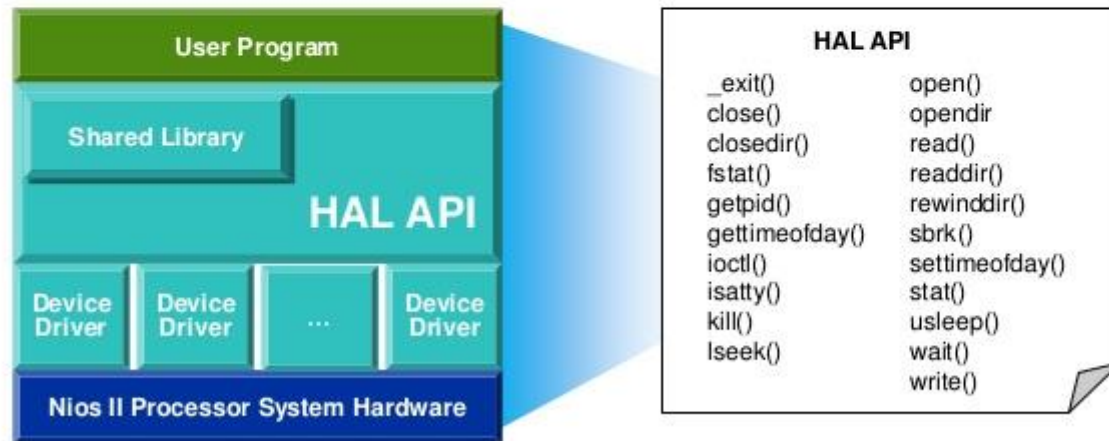 User Program
Shared Library
HAL API
Device
Driver
Device
Driver
...
Device
Driver
Nios II Processor System Hardware
HAL API
_exit()
close()
closedir()
fstat()
getpid()
gettimeofday()
ioctl()
isatty()
kill()
lseek()
open()
opendir
read()
readdir()
rewinddir()
sbrk()
settimeofday()
stat()
usleep()
wait()
write()